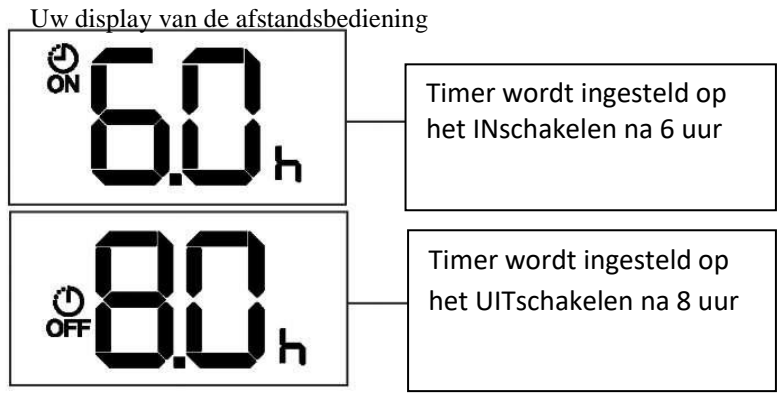 Uw display van de afstandsbediening
ON 6.0 h
Timer wordt ingesteld op
het INschakelen na 6 uur
OFF 8.0 h
Timer wordt ingesteld op
het UITschakelen na 8 uur